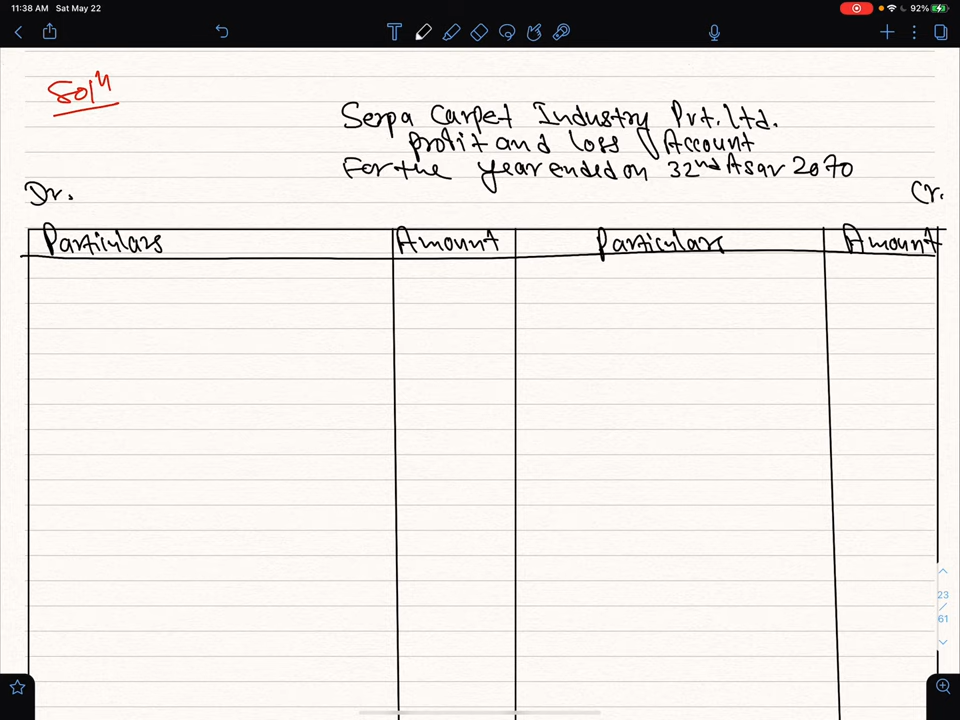 11:38 AM Sat May 22
92%
Solⁿ
Serpa Carpet Industry Pvt. Ltd.
profit and loss Account
For the year ended on 32nd Asar 2070
Dr. Cr.
Particulars Amount Particulars Amount
23
/
61